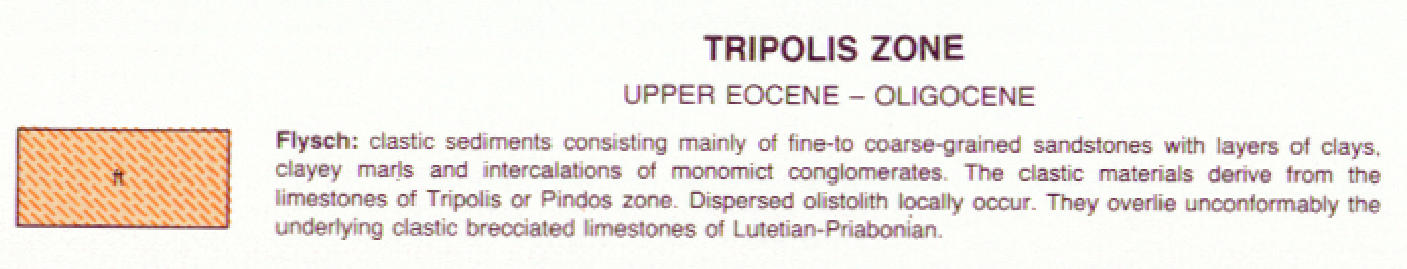 TRIPOLIS ZONE
UPPER EOCENE – OLIGOCENE
Flysch: clastic sediments consisting mainly of fine-to coarse-grained sandstones with layers of clays,
clayey marls and intercalations of monomict conglomerates. The clastic materials derive from the
ft
limestones of Tripolis or Pindos zone. Dispersed olistolith locally occur. They overlie unconformably the
underlying clastic brecciated limestones of Lutetian-Priabonian.